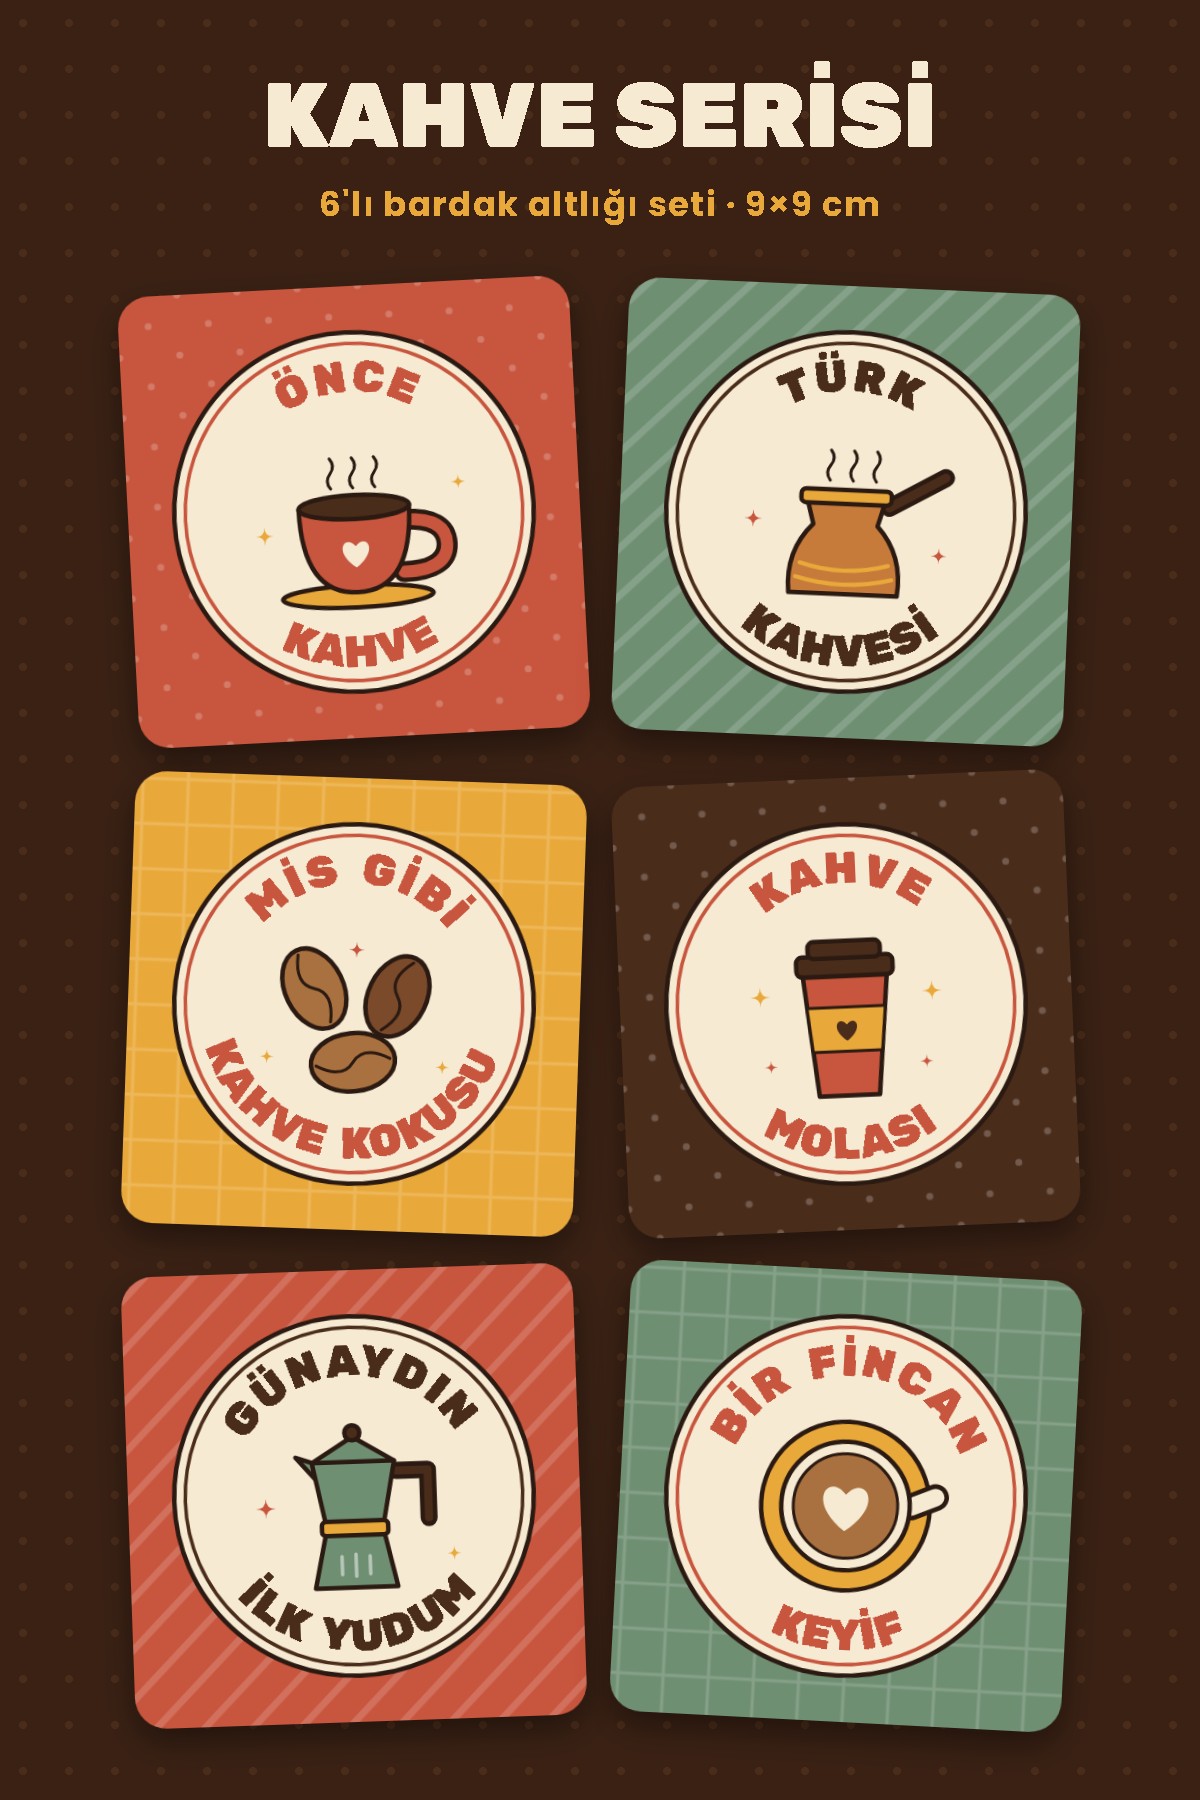 KAHVE SERİSİ
6'lı bardak altlığı seti · 9×9 cm
ÖNCE
KAHVE
TÜRK
KAHVESİ
MİS GİBİ
KAHVE KOKUSU
KAHVE
MOLASI
GÜNAYDIN
İLK YUDUM
BİR FİNCAN
KEYİF